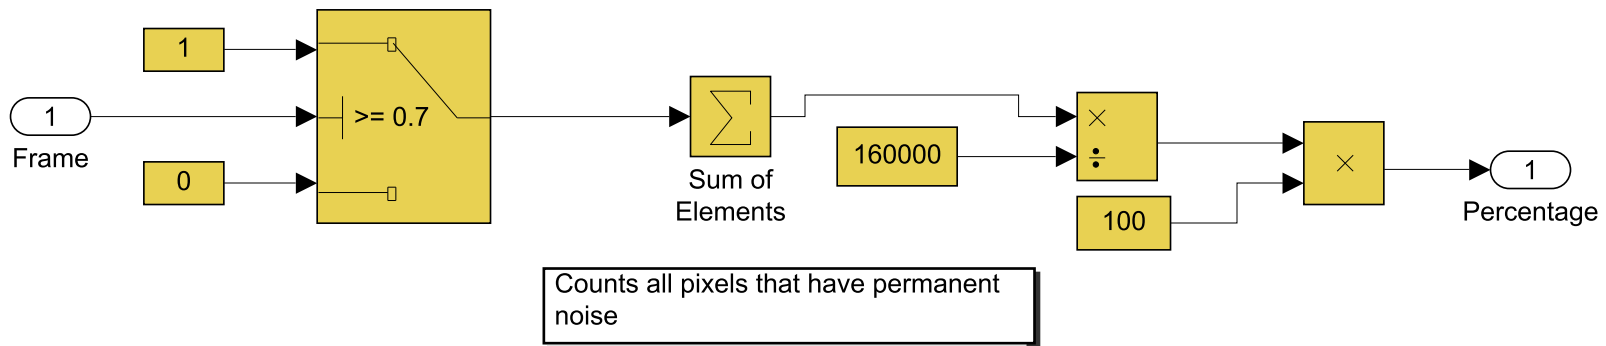 1
1
Frame
0
>= 0.7
Sum of
Elements
160000
×
÷
100
×
1
Percentage
Counts all pixels that have permanent
noise